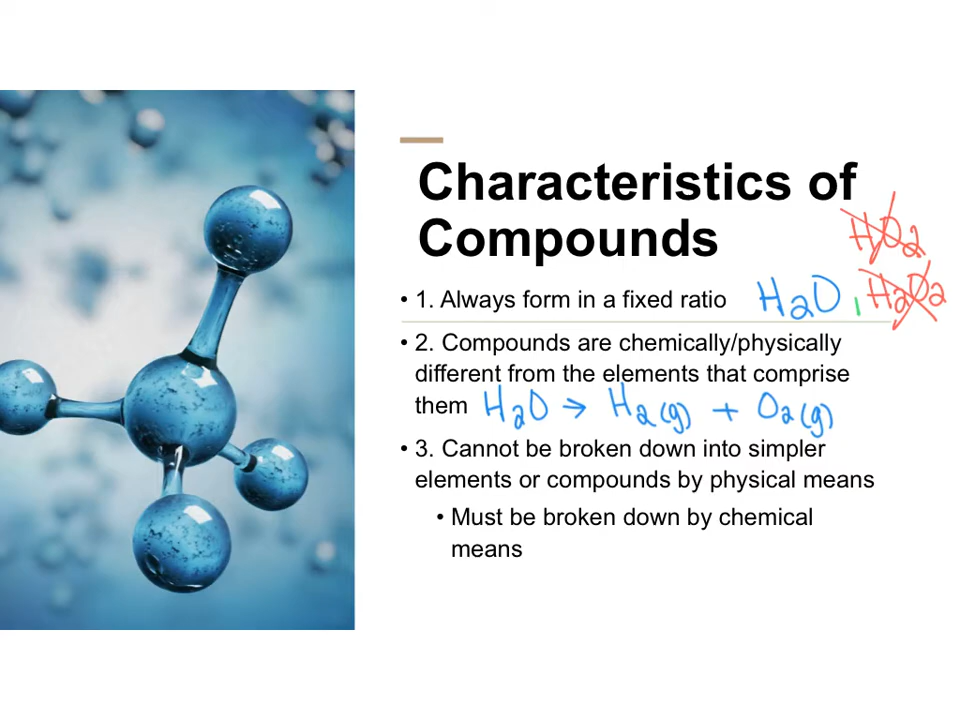 Characteristics of
Compounds
HO2
• 1. Always form in a fixed ratio H2O, H2O2
• 2. Compounds are chemically/physically
different from the elements that comprise
them H2O → H2(g) + O2(g)
• 3. Cannot be broken down into simpler
elements or compounds by physical means
• Must be broken down by chemical
means